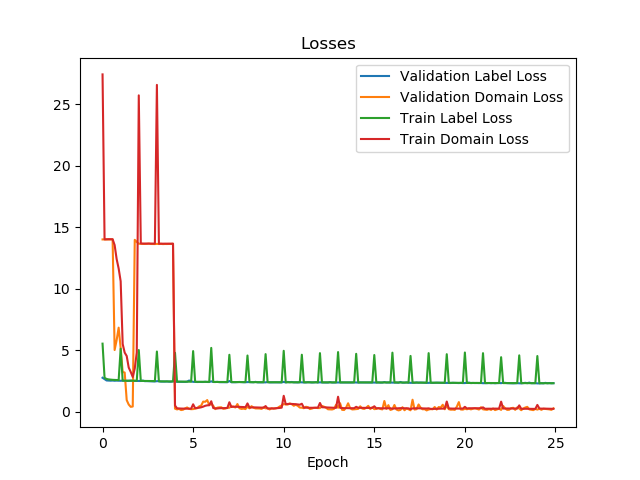 Losses
Validation Label Loss
Validation Domain Loss
Train Label Loss
Train Domain Loss
25
20
15
10
5
0
0 5 10 15 20 25
Epoch